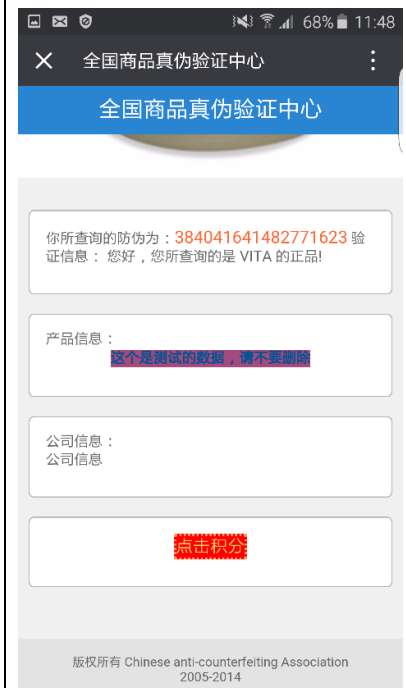 68% 11:48
全国商品真伪验证中心
全国商品真伪验证中心
你所查询的防伪为：384041641482771623 验
证信息： 您好，您所查询的是 VITA 的正品!
产品信息：
这个是测试的数据，请不要删除
公司信息：
公司信息
点击积分
版权所有 Chinese anti-counterfeiting Association
2005-2014